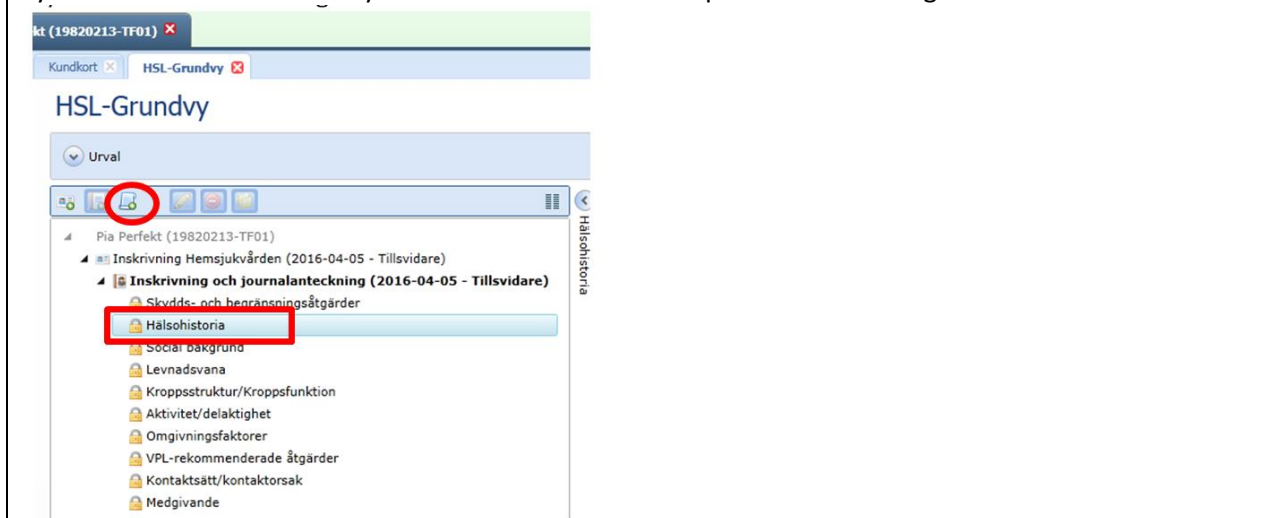 kt (19820213-TF01)
Kundkort HSL-Grundvy
HSL-Grundvy
Urval
Hälsohistoria
Pia Perfekt (19820213-TF01)
Inskrivning Hemsjukvården (2016-04-05 - Tillsvidare)
Inskrivning och journalanteckning (2016-04-05 - Tillsvidare)
Skydds- och begränsningsåtgärder
Hälsohistoria
Social bakgrund
Levnadsvana
Kroppsstruktur/Kroppsfunktion
Aktivitet/delaktighet
Omgivningsfaktorer
VPL-rekommenderade åtgärder
Kontaktsätt/kontaktorsak
Medgivande